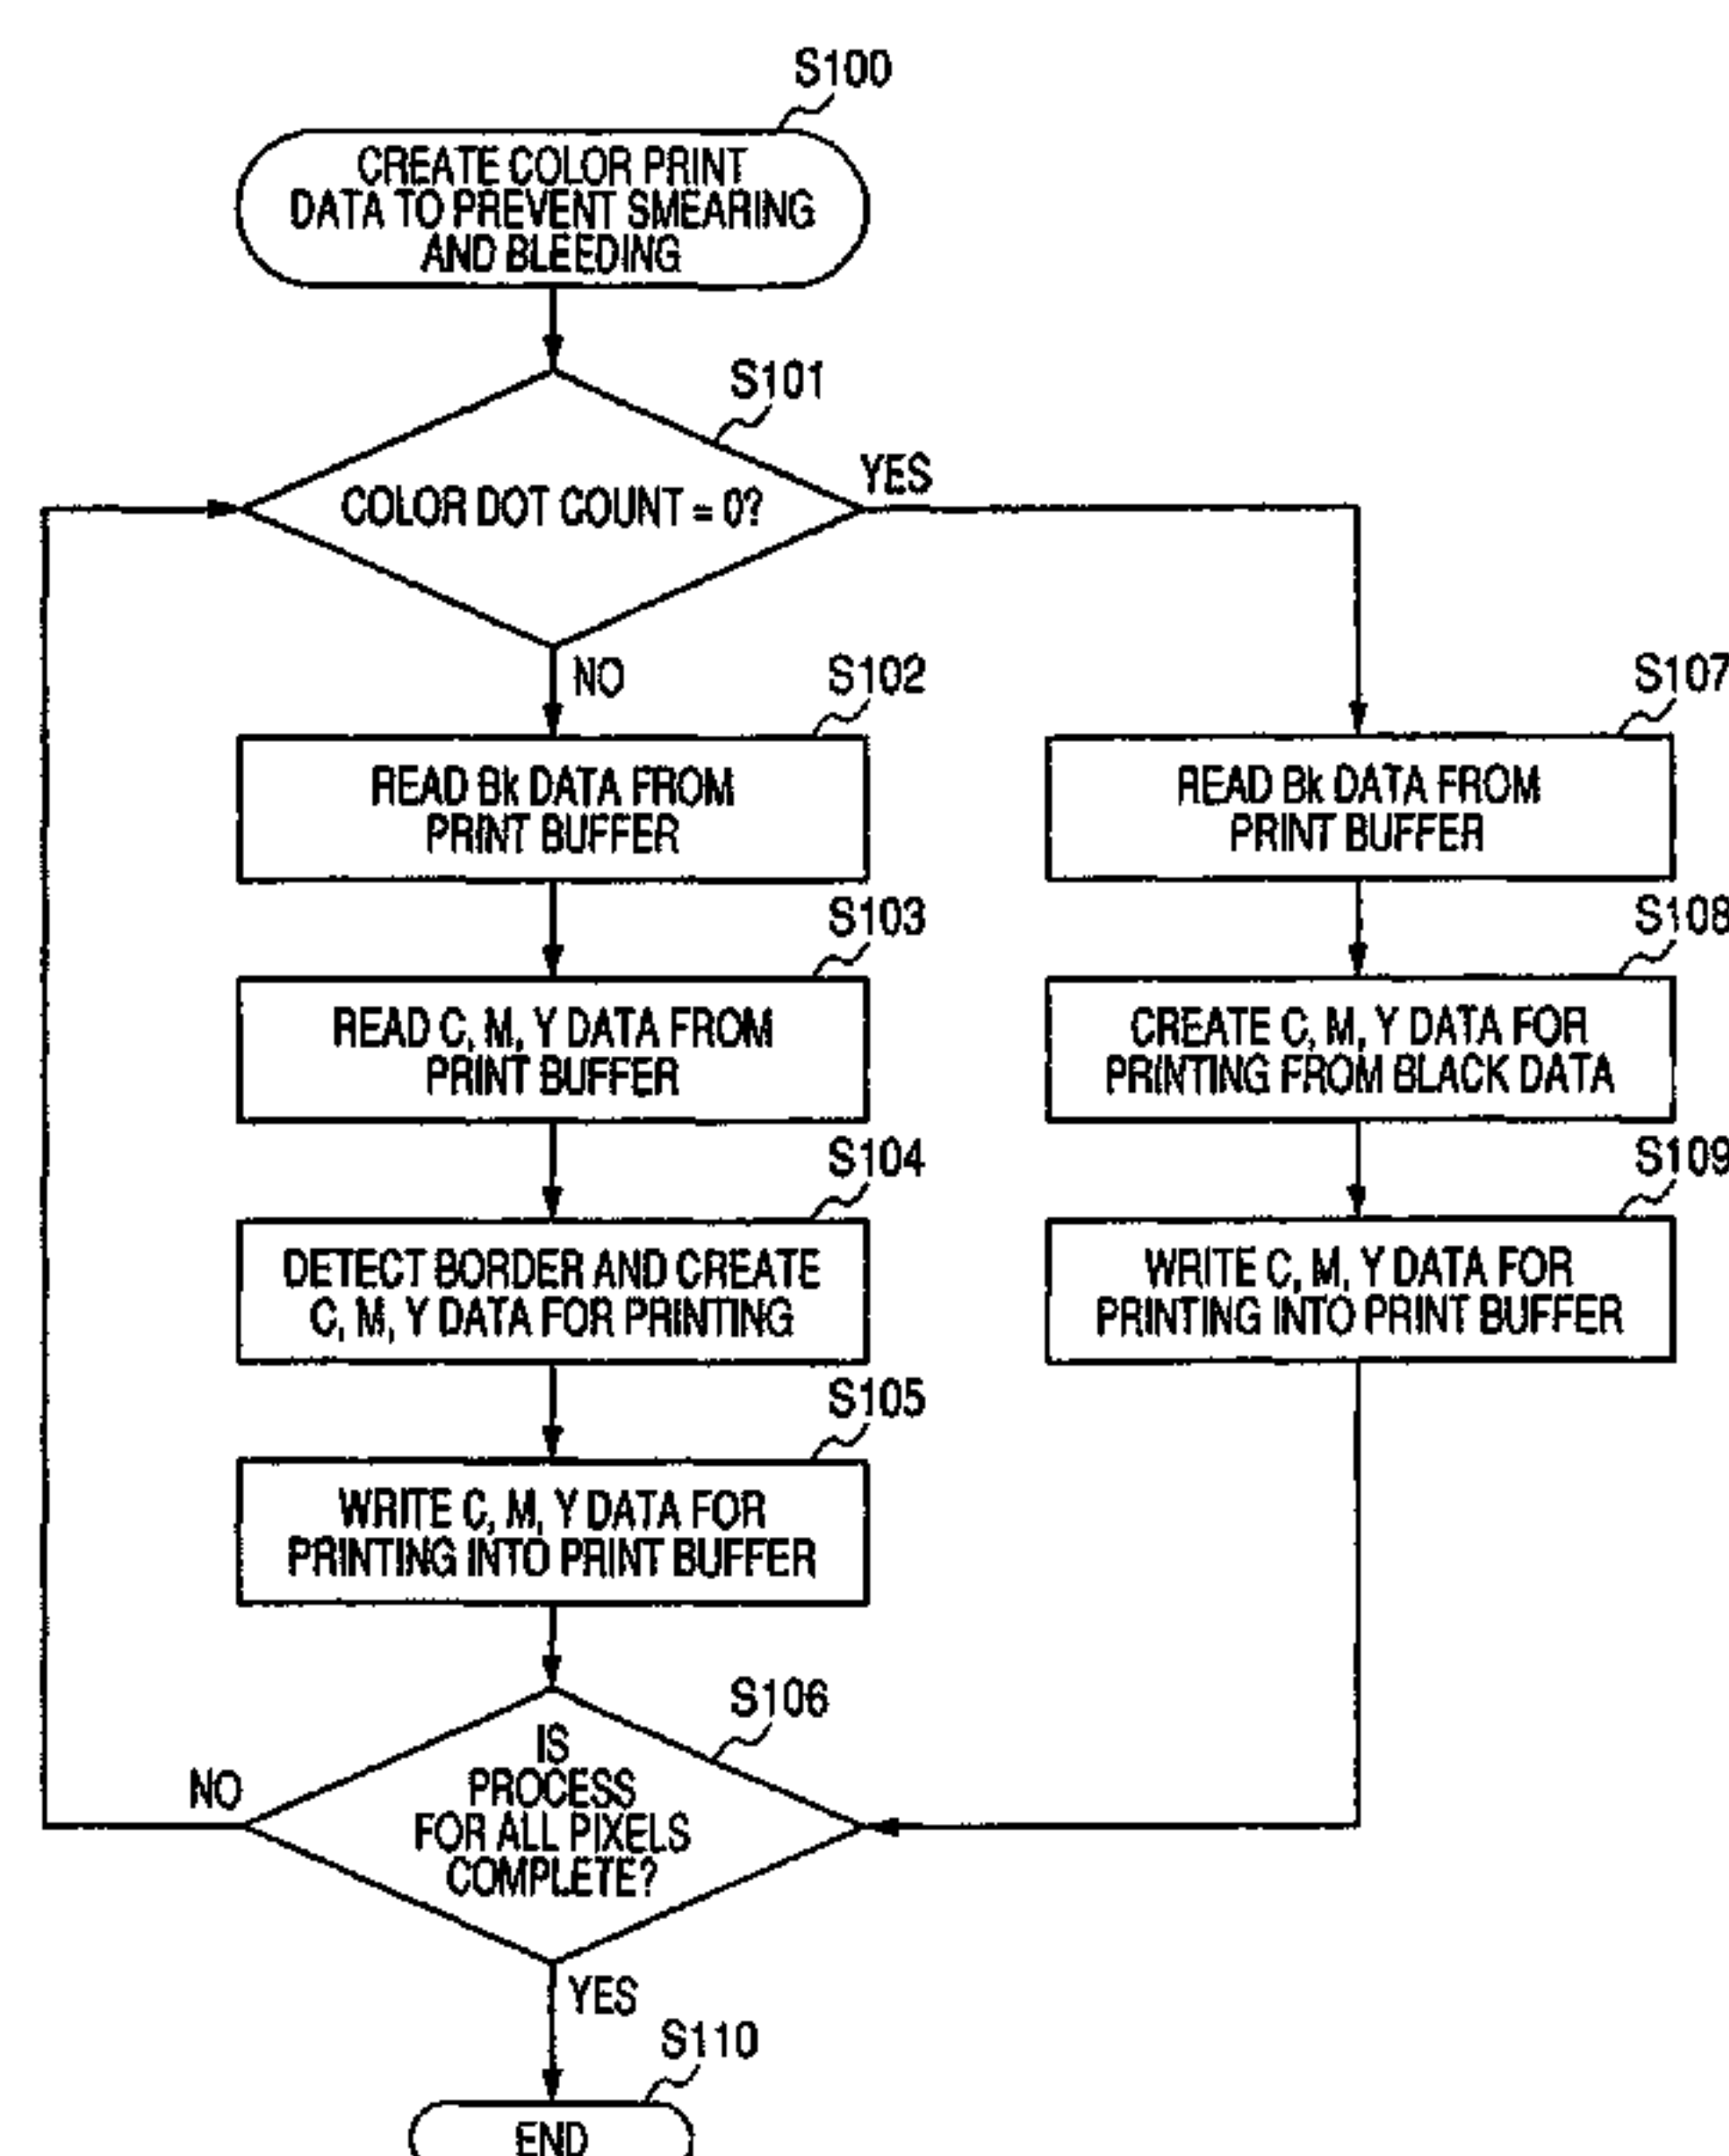 S100
CREATE COLOR PRINT
DATA TO PREVENT SMEARING
AND BLEEDING
S101
COLOR DOT COUNT = 0?
YES
NO
S102
READ Bk DATA FROM
PRINT BUFFER
S103
READ C, M, Y DATA FROM
PRINT BUFFER
S104
DETECT BORDER AND CREATE
C, M, Y DATA FOR PRINTING
S105
WRITE C, M, Y DATA FOR
PRINTING INTO PRINT BUFFER
S107
READ Bk DATA FROM
PRINT BUFFER
S108
CREATE C, M, Y DATA FOR
PRINTING FROM BLACK DATA
S109
WRITE C, M, Y DATA FOR
PRINTING INTO PRINT BUFFER
S106
IS
PROCESS
FOR ALL PIXELS
COMPLETE?
NO
YES
S110
END